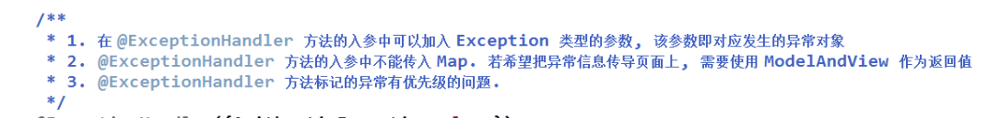 /**
* 1. 在 @ExceptionHandler 方法的入参中可以加入 Exception 类型的参数, 该参数即对应发生的异常对象
* 2. @ExceptionHandler 方法的入参中不能传入 Map. 若希望把异常信息传导页面上, 需要使用 ModelAndView 作为返回值
* 3. @ExceptionHandler 方法标记的异常有优先级的问题.
*/